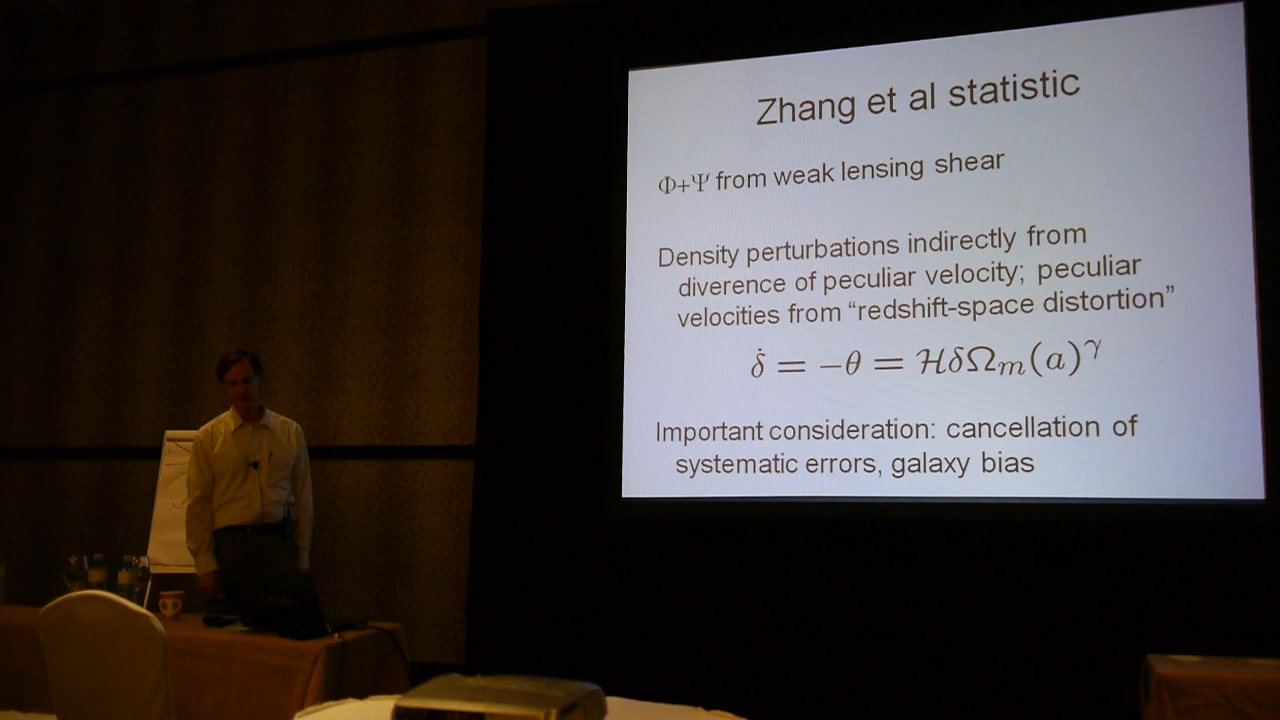 Zhang et al statistic
Φ+Ψ from weak lensing shear
Density perturbations indirectly from
diverence of peculiar velocity; peculiar
velocities from “redshift-space distortion”
δ̇ = −θ = ℋδΩₘ(a)^γ
Important consideration: cancellation of
systematic errors, galaxy bias